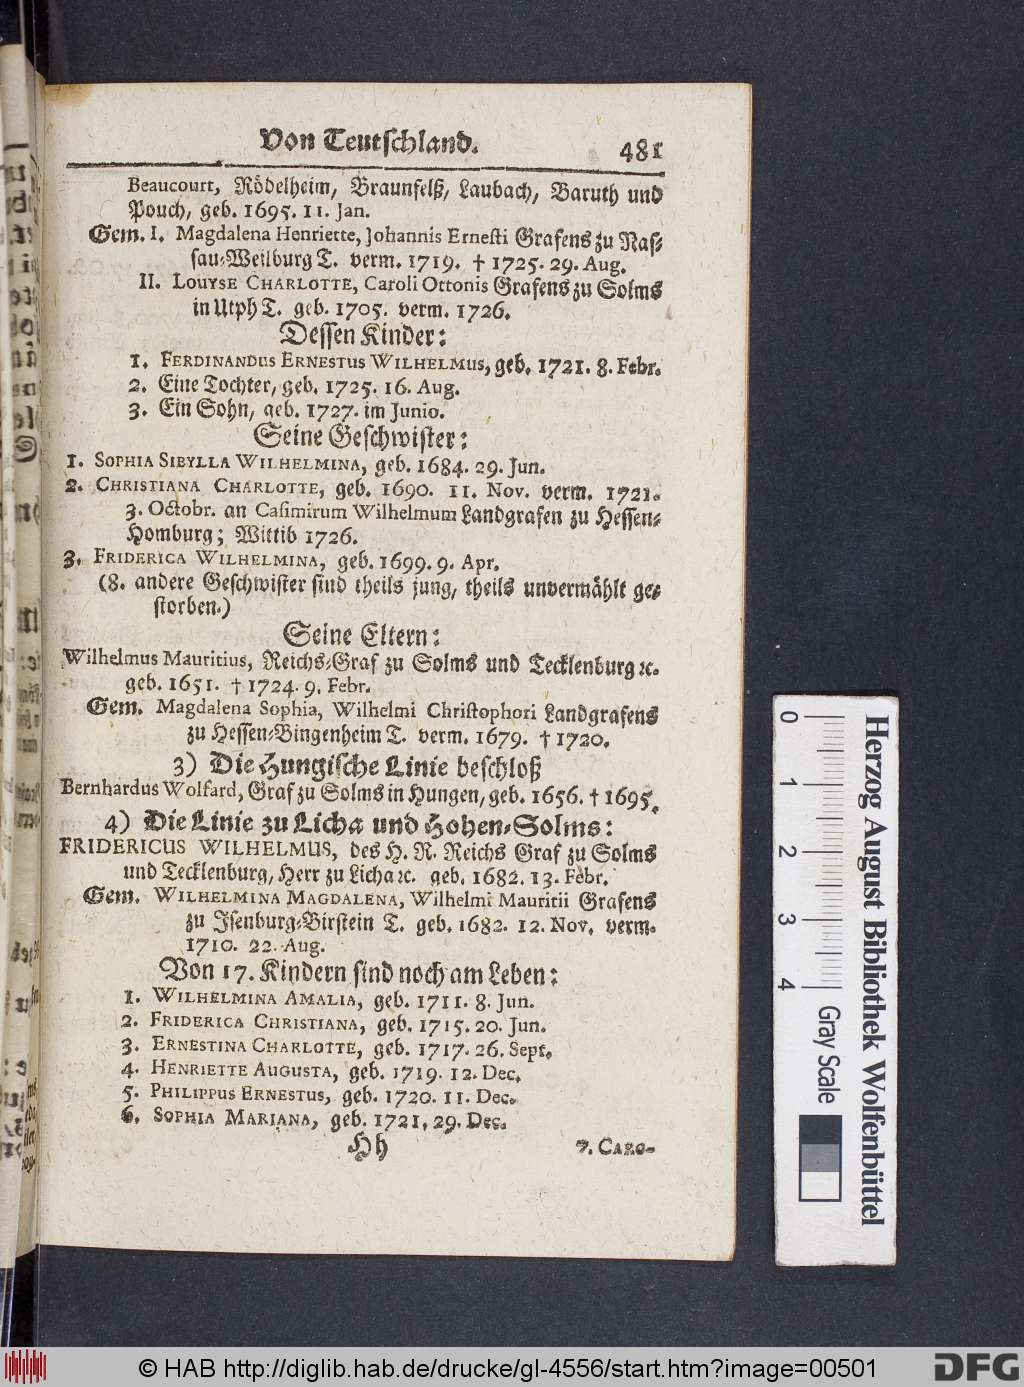 Von Teutschland. 481
Beaucourt, Rödelheim, Braunfelß, Laubach, Baruth und
Pouch, geb. 1695. 11. Jan.
Gem. I. Magdalena Henriette, Johannis Ernesti Grafens zu Nas-
sau-Weilburg T. verm. 1719. † 1725. 29. Aug.
II. LOUYSE CHARLOTTE, Caroli Ottonis Grafens zu Solms
in Utph T. geb. 1705. verm. 1726.
Dessen Kinder:
1. FERDINANDUS ERNESTUS WILHELMUS, geb. 1721. 8. Febr.
2. Eine Tochter, geb. 1725. 16. Aug.
3. Ein Sohn, geb. 1727. im Junio.
Seine Geschwister:
1. SOPHIA SIBYLLA WILHELMINA, geb. 1684. 29. Jun.
2. CHRISTIANA CHARLOTTE, geb. 1690. 11. Nov. verm. 1721.
3. Octobr. an Casimirum Wilhelmum Landgrafen zu Hessen-
Homburg; Wittib 1726.
3. FRIDERICA WILHELMINA, geb. 1699. 9. Apr.
(8. andere Geschwister sind theils jung, theils unvermählt ge-
storben.)
Seine Eltern:
Wilhelmus Mauritius, Reichs-Graf zu Solms und Tecklenburg ꝛc.
geb. 1651. † 1724. 9. Febr.
Gem. Magdalena Sophia, Wilhelmi Christophori Landgrafens
zu Hessen-Bingenheim T. verm. 1679. † 1720.
3) Die Hungische Linie beschloß
Bernhardus Wolfard, Graf zu Solms in Hungen, geb. 1656. † 1695.
4) Die Linie zu Licha und Hohen-Solms:
FRIDERICUS WILHELMUS, des H. R. Reichs Graf zu Solms
und Tecklenburg, Herr zu Licha ꝛc. geb. 1682. 13. Febr.
Gem. WILHELMINA MAGDALENA, Wilhelmi Mauritii Grafens
zu Isenburg-Birstein T. geb. 1682. 12. Nov. verm.
1710. 22. Aug.
Von 17. Kindern sind noch am Leben:
1. WILHELMINA AMALIA, geb. 1711. 8. Jun.
2. FRIDERICA CHRISTIANA, geb. 1715. 20. Jun.
3. ERNESTINA CHARLOTTE, geb. 1717. 26. Sept.
4. HENRIETTE AUGUSTA, geb. 1719. 12. Dec.
5. PHILIPPUS ERNESTUS, geb. 1720. 11. Dec.
6. SOPHIA MARIANA, geb. 1721. 29. Dec.
Hh 7. CARO-
0 1 2 3 4 Gray Scale
Herzog August Bibliothek Wolfenbüttel
© HAB http://diglib.hab.de/drucke/gl-4556/start.htm?image=00501
DFG